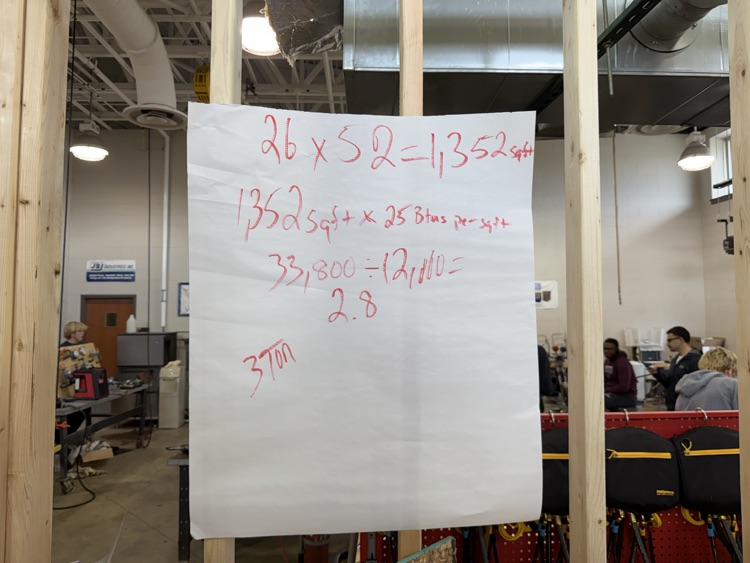 26 x 52 = 1,352 sqft
1,352 sqft x 25 Btus per sqft
33,800 ÷ 12,000 =
2.8
3 Ton